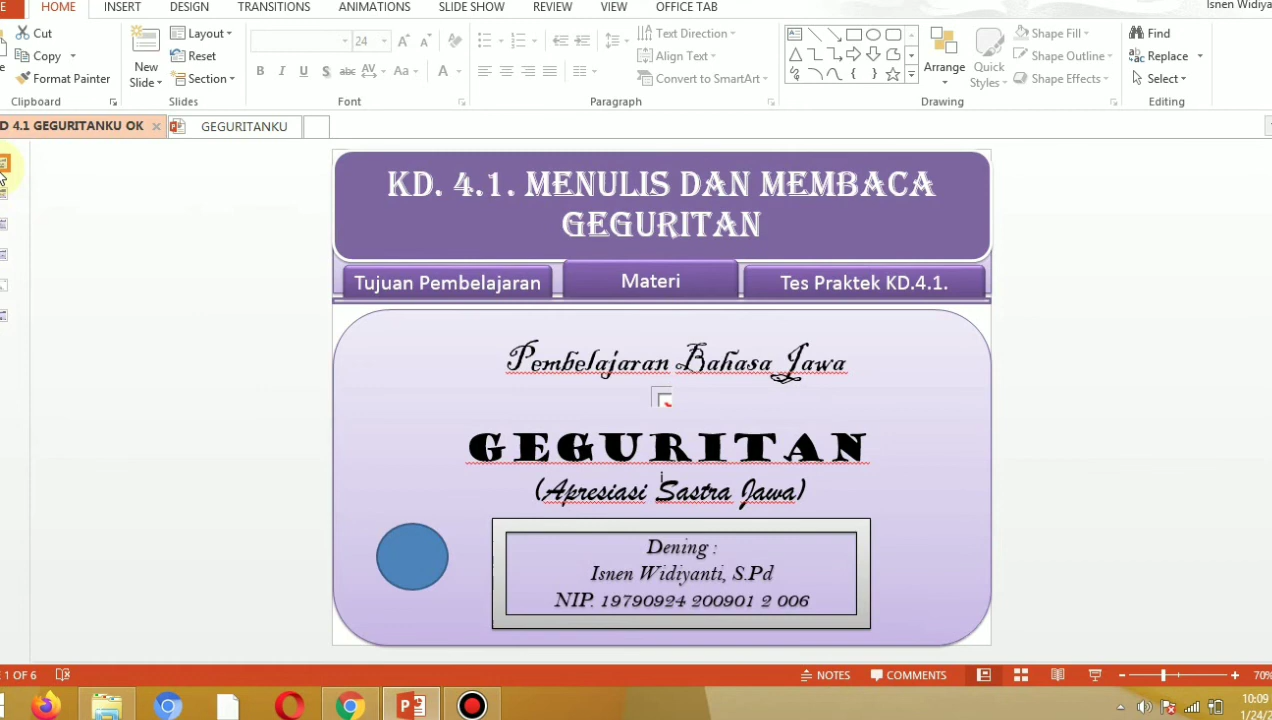 HOME INSERT DESIGN TRANSITIONS ANIMATIONS SLIDE SHOW REVIEW VIEW OFFICE TAB
Isnen Widiya
Cut
Copy
Format Painter
Clipboard
New
Slide
Layout
Reset
Section
Slides
24
Aa
Font
Text Direction
Align Text
Convert to SmartArt
Paragraph
Arrange
Quick
Styles
Shape Fill
Shape Outline
Shape Effects
Drawing
Find
Replace
Select
Editing
D 4.1 GEGURITANKU OK
GEGURITANKU
KD. 4.1. MENULIS DAN MEMBACA
GEGURITAN
Tujuan Pembelajaran
Materi
Tes Praktek KD.4.1.
Pembelajaran Bahasa Jawa
GEGURITAN
(Apresiasi Sastra Jawa)
Dening :
Isnen Widiyanti, S.Pd
NIP. 19790924 200901 2 006
1 OF 6
NOTES
COMMENTS
70%
10:09
1/24/2